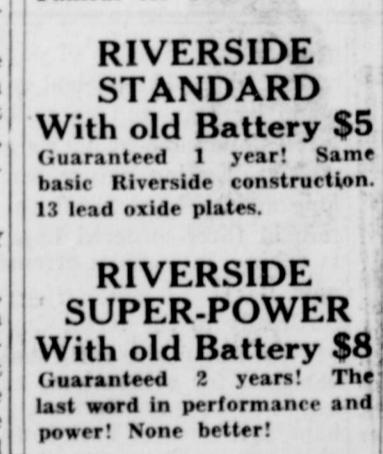 RIVERSIDE
STANDARD
With old Battery $5
Guaranteed 1 year! Same
basic Riverside construction.
13 lead oxide plates.
RIVERSIDE
SUPER-POWER
With old Battery $8
Guaranteed 2 years! The
last word in performance and
power! None better!